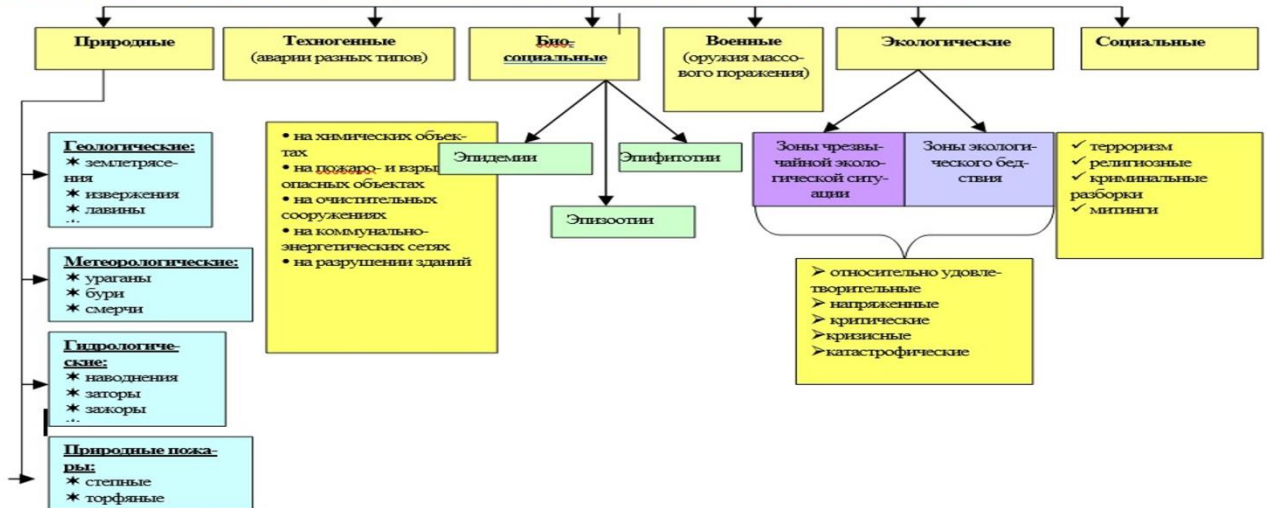 Природные
Техногенные
(аварии разных типов)
Био-
социальные
Военные
(оружия массо-
вого поражения)
Экологические
Социальные
Геологические:
✶ землетрясе-
ния
✶ извержения
✶ лавины
Метеорологические:
✶ ураганы
✶ бури
✶ смерчи
Гидрологиче-
ские:
✶ наводнения
✶ заторы
✶ зажоры
Природные пожа-
ры:
✶ степные
✶ торфяные
• на химических объек-
тах
• на пожаро- и взры
опасных объектах
• на очистительных
сооружениях
• на коммунально-
энергетических сетях
• на разрушении зданий
Эпидемии
Эпифитотии
Эпизоотии
Зоны чрезвы-
чайной эколо-
гической ситу-
ации
Зоны экологи-
ческого бед-
ствия
➢ относительно удовле-
творительные
➢ напряженные
➢ критические
➢кризисные
➢катастрофические
✓ терроризм
✓ религиозные
✓ криминальные
разборки
✓ митинги